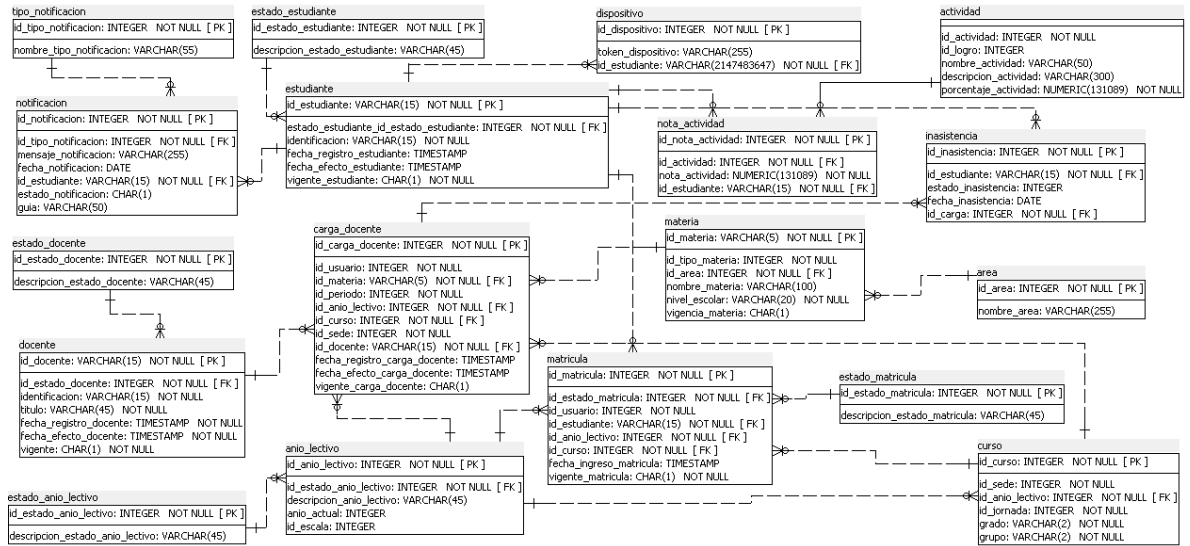 tipo_notificacion
id_tipo_notificacion: INTEGER NOT NULL [ PK ]
nombre_tipo_notificacion: VARCHAR(55)
estado_estudiante
id_estado_estudiante: INTEGER NOT NULL [ PK ]
descripcion_estado_estudiante: VARCHAR(45)
dispositivo
id_dispositivo: INTEGER NOT NULL [ PK ]
token_dispositivo: VARCHAR(255)
id_estudiante: VARCHAR(2147483647) NOT NULL [ FK ]
actividad
id_actividad: INTEGER NOT NULL
id_logro: INTEGER
nombre_actividad: VARCHAR(50)
descripcion_actividad: VARCHAR(300)
porcentaje_actividad: NUMERIC(131089) NOT NULL
notificacion
id_notificacion: INTEGER NOT NULL [ PK ]
id_tipo_notificacion: INTEGER NOT NULL [ FK ]
mensaje_notificacion: VARCHAR(255)
fecha_notificacion: DATE
id_estudiante: VARCHAR(15) NOT NULL [ FK ]
estado_notificacion: CHAR(1)
guia: VARCHAR(50)
estudiante
id_estudiante: VARCHAR(15) NOT NULL [ PK ]
estado_estudiante_id_estado_estudiante: INTEGER NOT NULL [ FK ]
identificacion: VARCHAR(15) NOT NULL
fecha_registro_estudiante: TIMESTAMP
fecha_efecto_estudiante: TIMESTAMP
vigente_estudiante: CHAR(1) NOT NULL
nota_actividad
id_nota_actividad: INTEGER NOT NULL [ PK ]
id_actividad: INTEGER NOT NULL [ FK ]
nota_actividad: NUMERIC(131089) NOT NULL
id_estudiante: VARCHAR(15) NOT NULL [ FK ]
inasistencia
id_inasistencia: INTEGER NOT NULL [ PK ]
id_estudiante: VARCHAR(15) NOT NULL [ FK ]
estado_inasistencia: INTEGER
fecha_inasistencia: DATE
id_carga: INTEGER NOT NULL [ FK ]
estado_docente
id_estado_docente: INTEGER NOT NULL [ PK ]
descripcion_estado_docente: VARCHAR(45)
carga_docente
id_carga_docente: INTEGER NOT NULL [ PK ]
id_usuario: INTEGER NOT NULL
id_materia: VARCHAR(5) NOT NULL [ FK ]
id_periodo: INTEGER NOT NULL
id_anio_lectivo: INTEGER NOT NULL [ FK ]
id_curso: INTEGER NOT NULL [ FK ]
id_sede: INTEGER NOT NULL
id_docente: VARCHAR(15) NOT NULL [ FK ]
fecha_registro_carga_docente: TIMESTAMP
fecha_efecto_carga_docente: TIMESTAMP
vigente_carga_docente: CHAR(1)
materia
id_materia: VARCHAR(5) NOT NULL [ PK ]
id_tipo_materia: INTEGER NOT NULL
id_area: INTEGER NOT NULL [ FK ]
nombre_materia: VARCHAR(100)
nivel_escolar: VARCHAR(20) NOT NULL
vigencia_materia: CHAR(1)
area
id_area: INTEGER NOT NULL [ PK ]
nombre_area: VARCHAR(255)
docente
id_docente: VARCHAR(15) NOT NULL [ PK ]
id_estado_docente: INTEGER NOT NULL [ FK ]
identificacion: VARCHAR(15) NOT NULL
titulo: VARCHAR(45) NOT NULL
fecha_registro_docente: TIMESTAMP NOT NULL
fecha_efecto_docente: TIMESTAMP NOT NULL
vigente: CHAR(1) NOT NULL
matricula
id_matricula: INTEGER NOT NULL [ PK ]
id_estado_matricula: INTEGER NOT NULL [ FK ]
id_usuario: INTEGER NOT NULL
id_estudiante: VARCHAR(15) NOT NULL [ FK ]
id_anio_lectivo: INTEGER NOT NULL [ FK ]
id_curso: INTEGER NOT NULL [ FK ]
fecha_ingreso_matricula: TIMESTAMP
vigente_matricula: CHAR(1) NOT NULL
estado_matricula
id_estado_matricula: INTEGER NOT NULL [ PK ]
descripcion_estado_matricula: VARCHAR(45)
estado_anio_lectivo
id_estado_anio_lectivo: INTEGER NOT NULL [ PK ]
descripcion_estado_anio_lectivo: VARCHAR(45)
anio_lectivo
id_anio_lectivo: INTEGER NOT NULL [ PK ]
id_estado_anio_lectivo: INTEGER NOT NULL [ FK ]
descripcion_anio_lectivo: VARCHAR(45)
anio_actual: INTEGER
id_escala: INTEGER
curso
id_curso: INTEGER NOT NULL [ PK ]
id_sede: INTEGER NOT NULL
id_anio_lectivo: INTEGER NOT NULL [ FK ]
id_jornada: INTEGER NOT NULL
grado: VARCHAR(2) NOT NULL
grupo: VARCHAR(2) NOT NULL